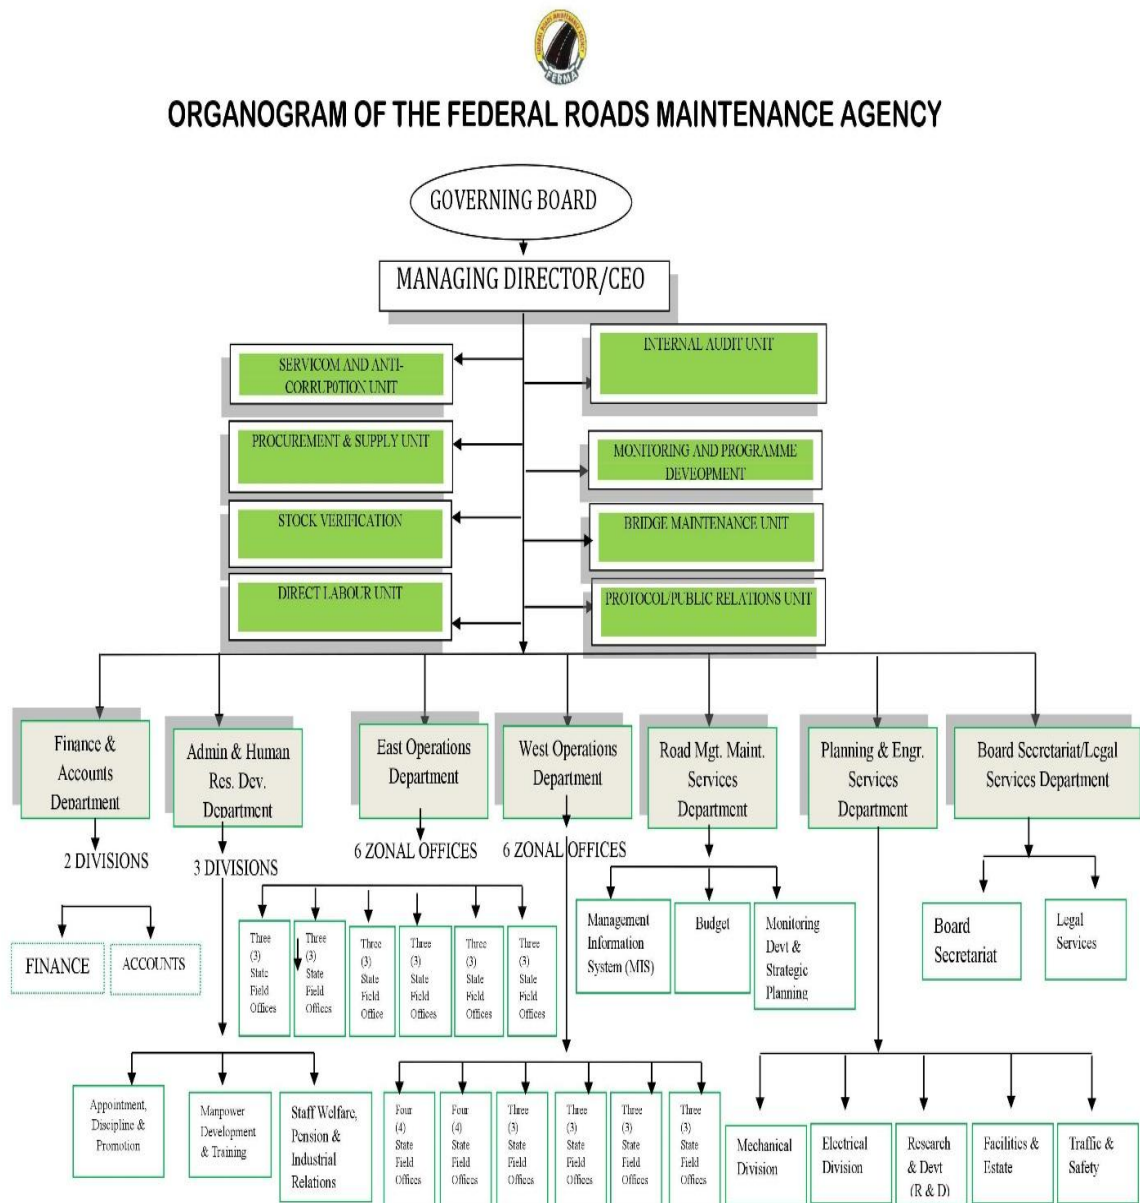 FEDERAL ROADS MAINTENANCE AGENCY
FERMA
ORGANOGRAM OF THE FEDERAL ROADS MAINTENANCE AGENCY
GOVERNING BOARD
MANAGING DIRECTOR/CEO
SERVICOM AND ANTI-
CORRUP0TION UNIT
INTERNAL AUDIT UNIT
PROCUREMENT & SUPPLY UNIT
MONITORING AND PROGRAMME
DEVEOPMENT
STOCK VERIFICATION
BRIDGE MAINTENANCE UNIT
DIRECT LABOUR UNIT
PROTOCOL/PUBLIC RELATIONS UNIT
Finance &
Accounts
Department
Admin & Human
Res. Dev.
Department
East Operations
Department
West Operations
Department
Road Mgt. Maint.
Services
Department
Planning & Engr.
Services
Department
Board Secretariat/Legal
Services Department
2 DIVISIONS
3 DIVISIONS
6 ZONAL OFFICES
6 ZONAL OFFICES
FINANCE
ACCOUNTS
Three
(3)
State
Field
Offices
Three
(3)
State
Field
Offices
Three
(3)
State
Field
Office
Three
(3)
State
Field
Offices
Three
(3)
State
Field
Offices
Three
(3)
State
Field
Offices
Management
Information
System (MIS)
Budget
Monitoring
Devt &
Strategic
Planning
Board
Secretariat
Legal
Services
Appointment,
Discipline &
Promotion
Manpower
Development
& Training
Staff Welfare,
Pension &
Industrial
Relations
Four
(4)
State
Field
Offices
Four
(4)
State
Field
Offices
Three
(3)
State
Field
Offices
Three
(3)
State
Field
Offices
Three
(3)
State
Field
Offices
Three
(3)
State
Field
Offices
Mechanical
Division
Electrical
Division
Research
& Devt
(R & D)
Facilities &
Estate
Traffic &
Safety